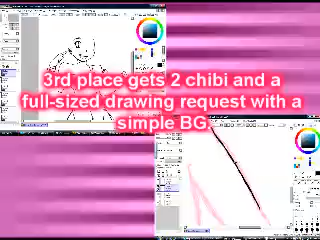 3rd place gets 2 chibi and a
full-sized drawing request with a
simple BG.